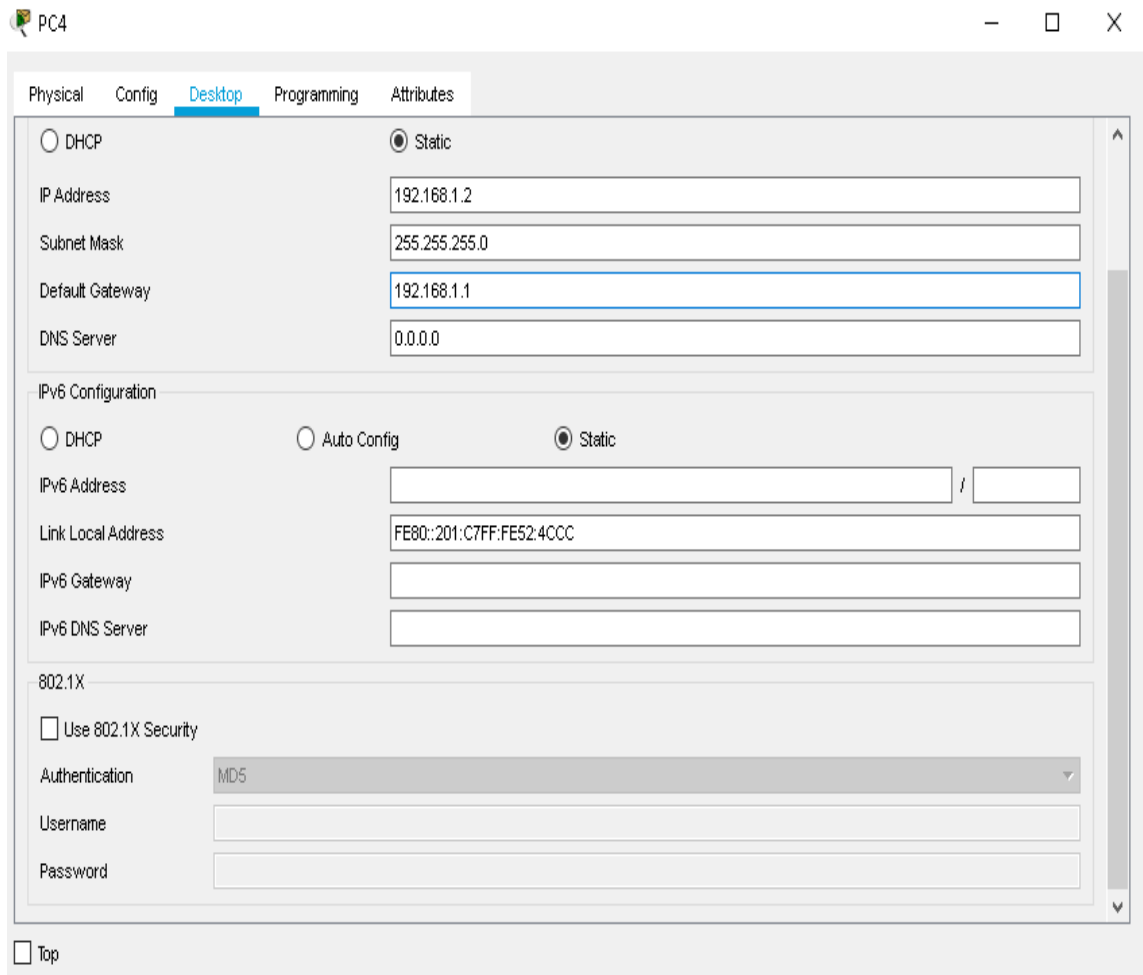 PC4
Physical Config Desktop Programming Attributes
DHCP Static
IP Address 192.168.1.2
Subnet Mask 255.255.255.0
Default Gateway 192.168.1.1
DNS Server 0.0.0.0
IPv6 Configuration
DHCP Auto Config Static
IPv6 Address /
Link Local Address FE80::201:C7FF:FE52:4CCC
IPv6 Gateway
IPv6 DNS Server
802.1X
Use 802.1X Security
Authentication MD5
Username
Password
Top